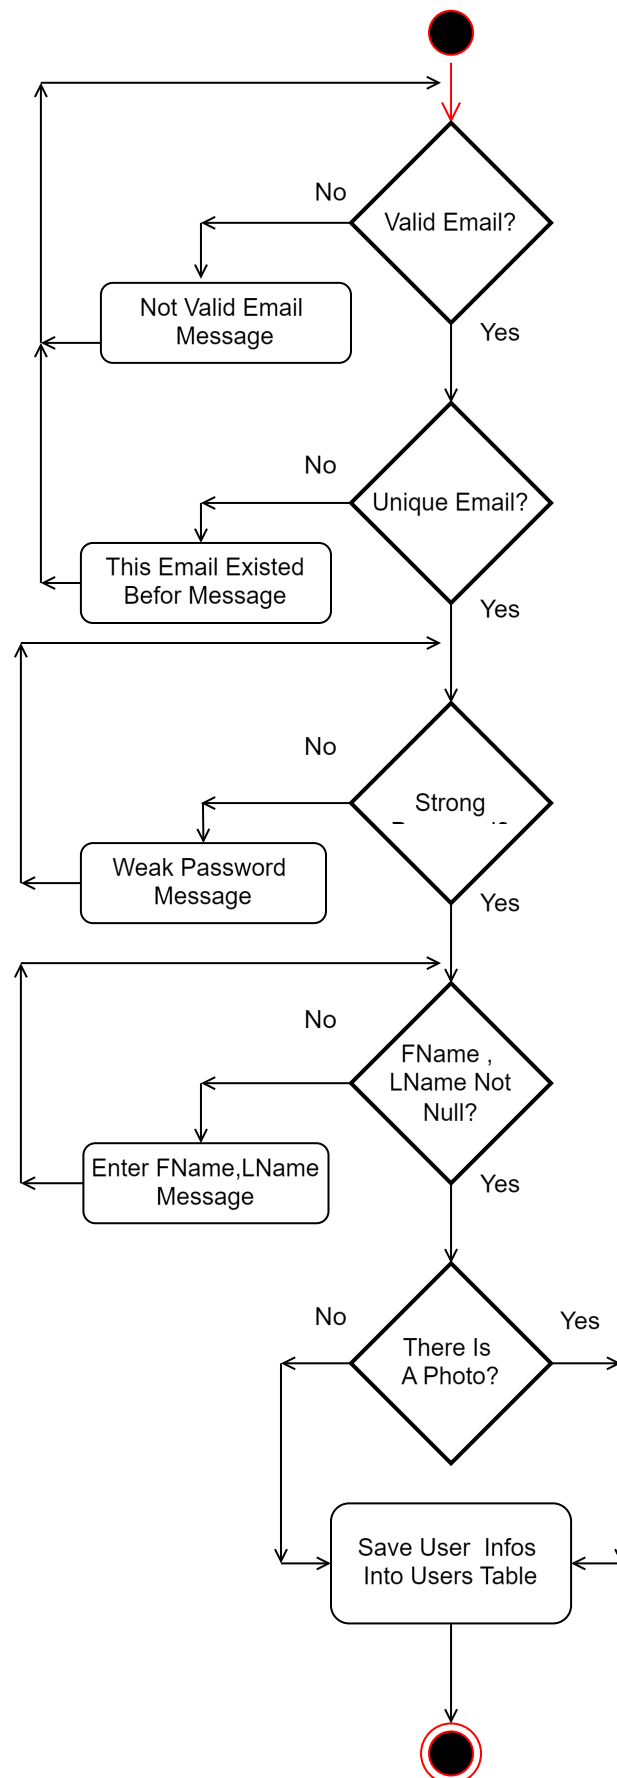 No
Valid Email?
Not Valid Email
Message
Yes
No
Unique Email?
This Email Existed
Befor Message
Yes
No
Strong
Weak Password
Message
Yes
No
FName ,
LName Not
Null?
Enter FName,LName
Message
Yes
No
Yes
There Is
A Photo?
Save User Infos
Into Users Table